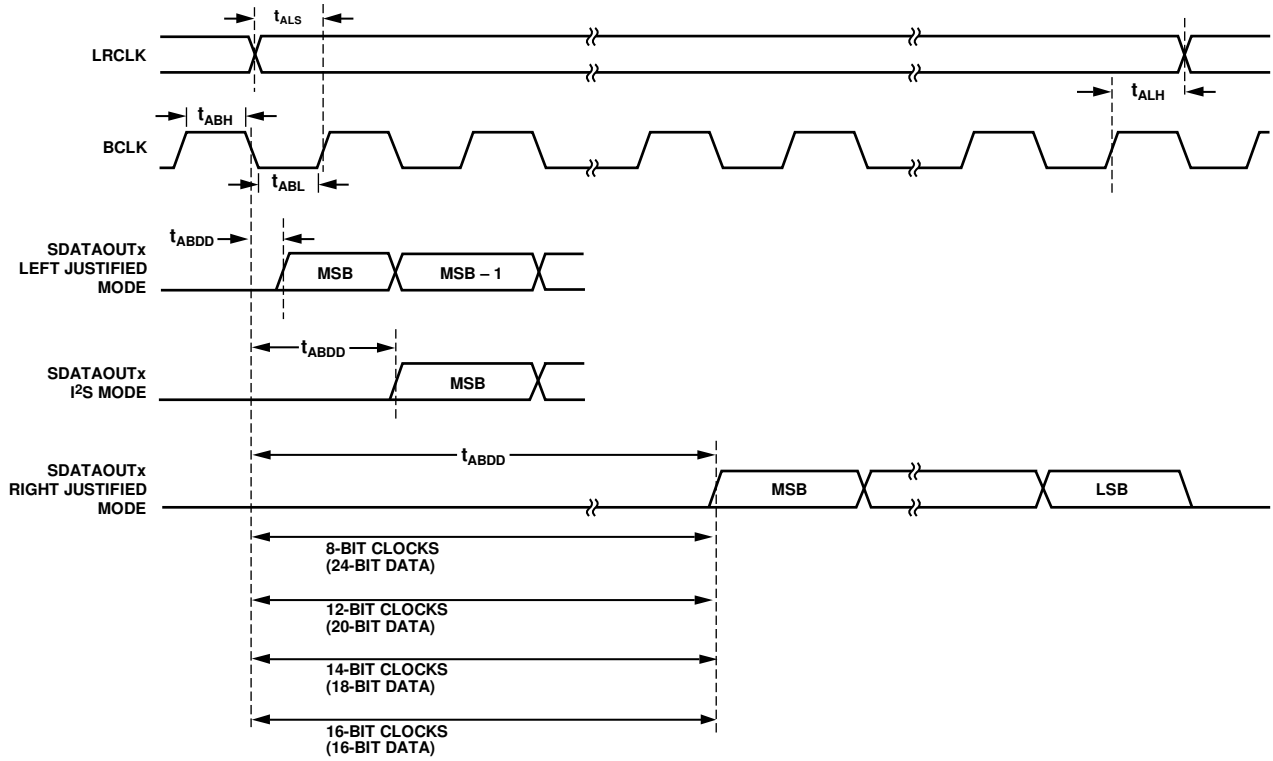 tALS
LRCLK
tALH
tABH
BCLK
tABL
tABDD
SDATAOUTx
LEFT JUSTIFIED
MODE
MSB
MSB – 1
tABDD
SDATAOUTx
I2S MODE
MSB
tABDD
SDATAOUTx
RIGHT JUSTIFIED
MODE
MSB
LSB
8-BIT CLOCKS
(24-BIT DATA)
12-BIT CLOCKS
(20-BIT DATA)
14-BIT CLOCKS
(18-BIT DATA)
16-BIT CLOCKS
(16-BIT DATA)